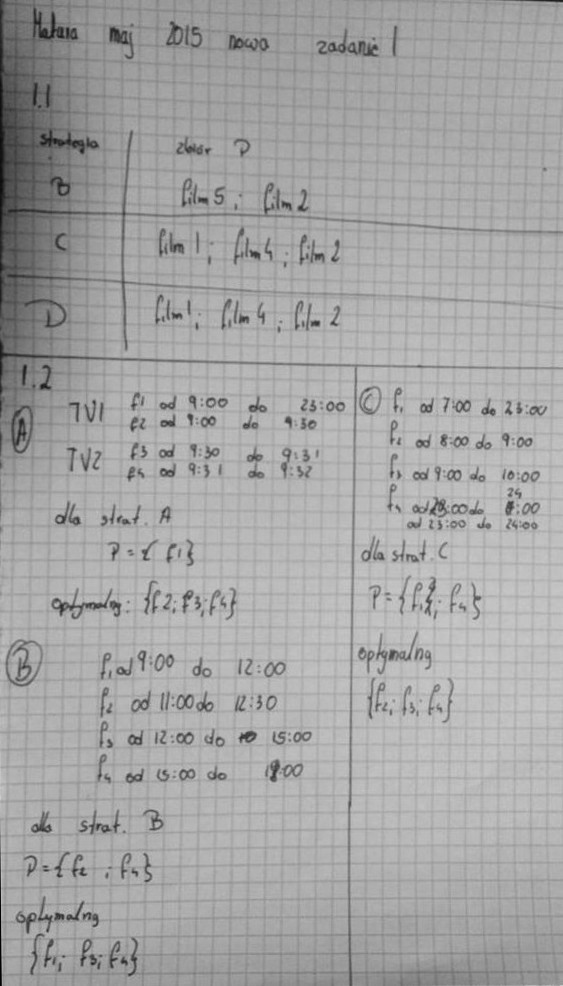 Matura maj 2015 nowa zadanie 1
1.1
strategia zbiór P
B film 5; film 2
C film 1; film 4; film 2
D film 1; film 4; film 2
1.2
A
TV1 f1 od 9:00 do 23:00
f2 od 9:00 do 9:30
TV2 f3 od 9:30 do 9:31
f4 od 9:31 do 9:32
dla strat. A
P = { f1}
optymalny: {f2; f3; f4}
B
f1 od 9:00 do 12:00
f2 od 11:00 do 12:30
f3 od 12:00 do 15:00
f4 od 15:00 do 18:00
dla strat. B
P = {f2 ; f4}
optymalny
{f1; f3; f4}
C f1 od 7:00 do 23:00
f2 od 8:00 do 9:00
f3 od 9:00 do 10:00
24
f4 od 23:00 do :00
od 23:00 do 24:00
dla strat. C
P = {f1; f4}
optymalny
{f2; f3; f4}